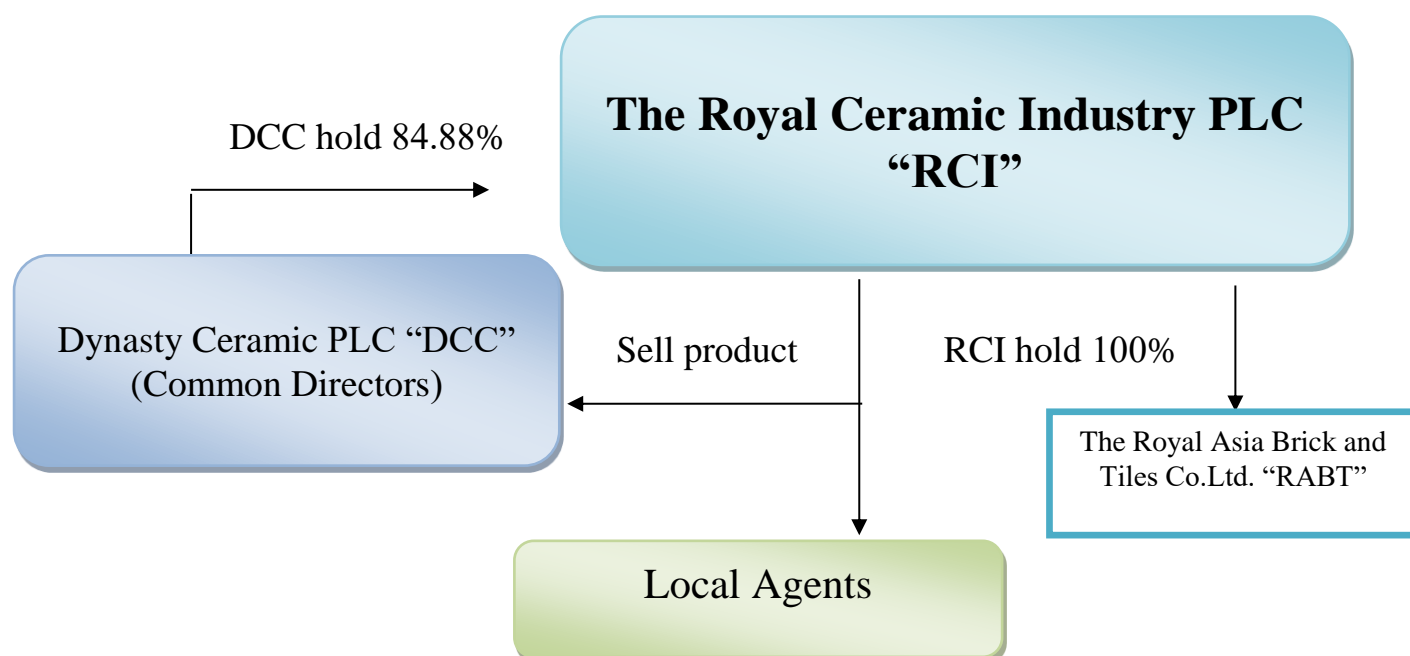 The Royal Ceramic Industry PLC
“RCI”
DCC hold 84.88%
Dynasty Ceramic PLC “DCC”
(Common Directors)
Sell product
RCI hold 100%
The Royal Asia Brick and
Tiles Co.Ltd. “RABT”
Local Agents